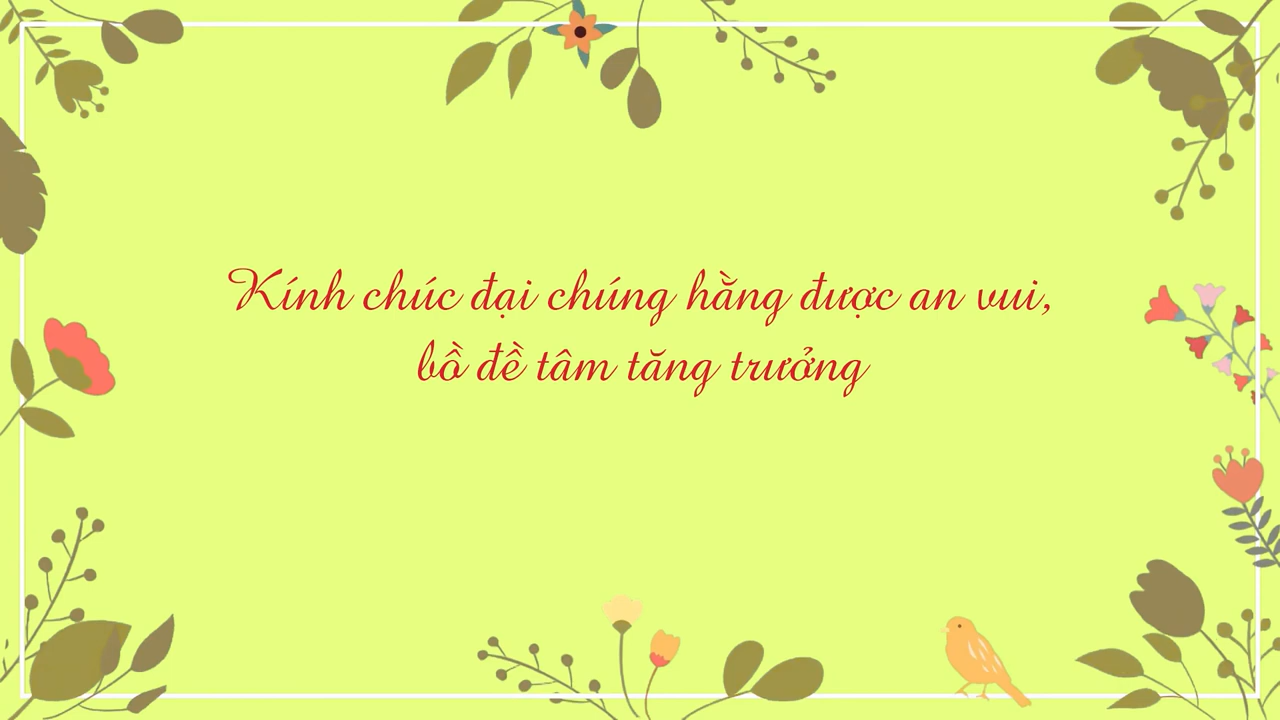 Kính chúc đại chúng hằng được an vui,
bồ đề tâm tăng trưởng